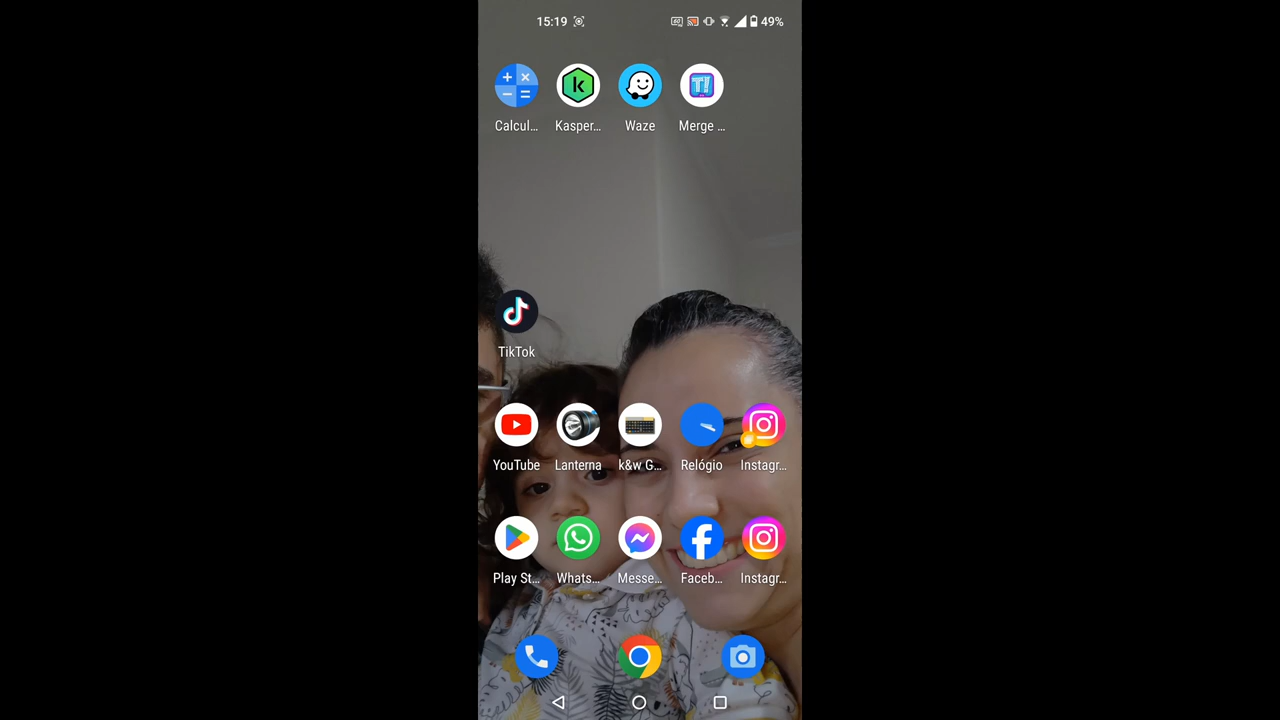 15:19 49%
Calcul... Kasper... Waze Merge ...
TikTok
YouTube Lanterna k&w G... Relógio Instagr...
Play St... Whats... Messe... Faceb... Instagr...